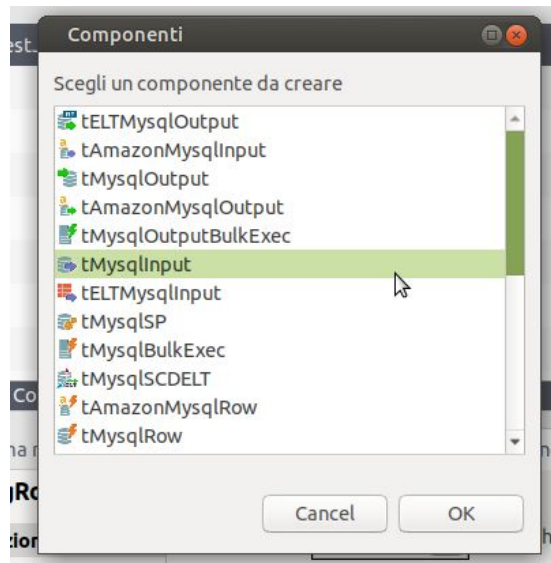 Componenti
Scegli un componente da creare
tELTMysqlOutput
tAmazonMysqlInput
tMysqlOutput
tAmazonMysqlOutput
tMysqlOutputBulkExec
tMysqlInput
tELTMysqlInput
tMysqlSP
tMysqlBulkExec
tMysqlSCDELT
tAmazonMysqlRow
tMysqlRow
Cancel
OK